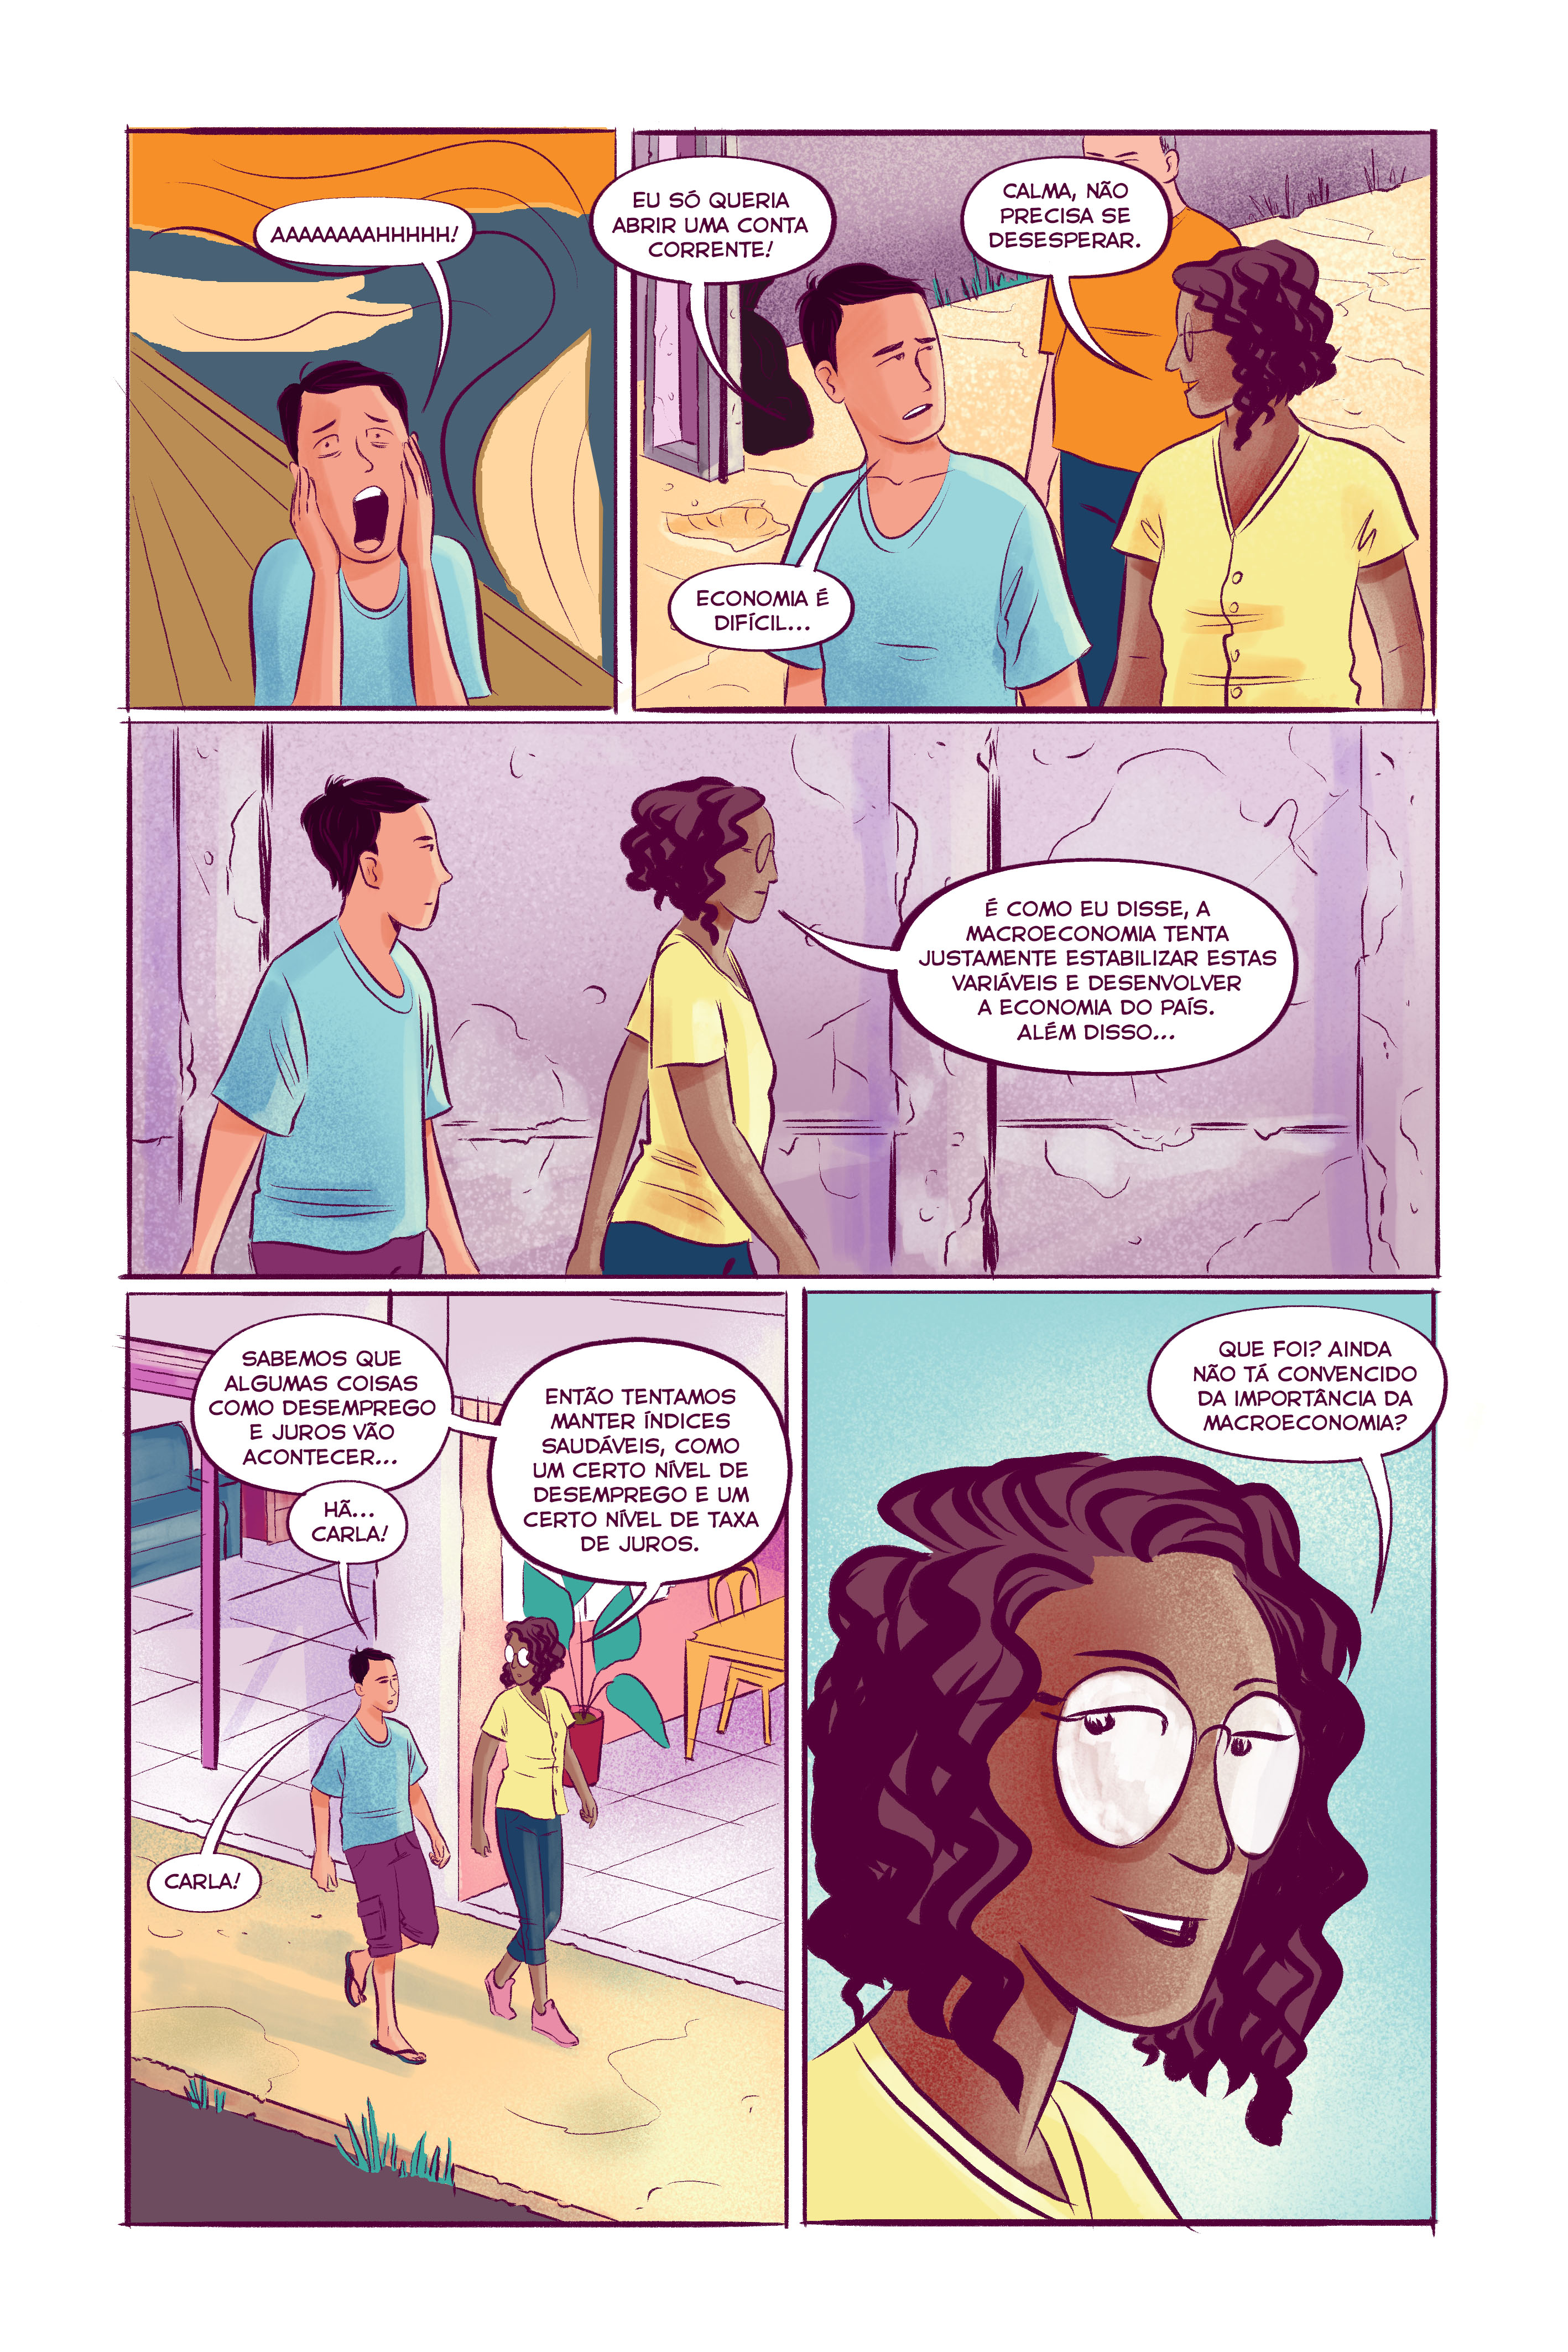 AAAAAAAAHHHHH!
EU SÓ QUERIA
ABRIR UMA CONTA
CORRENTE!
CALMA, NÃO
PRECISA SE
DESESPERAR.
ECONOMIA É
DIFÍCIL...
É COMO EU DISSE, A
MACROECONOMIA TENTA
JUSTAMENTE ESTABILIZAR ESTAS
VARIÁVEIS E DESENVOLVER
A ECONOMIA DO PAÍS.
ALÉM DISSO...
SABEMOS QUE
ALGUMAS COISAS
COMO DESEMPREGO
E JUROS VÃO
ACONTECER...
ENTÃO TENTAMOS
MANTER ÍNDICES
SAUDÁVEIS, COMO
UM CERTO NÍVEL DE
DESEMPREGO E UM
CERTO NÍVEL DE TAXA
DE JUROS.
HÃ...
CARLA!
CARLA!
QUE FOI? AINDA
NÃO TÁ CONVENCIDO
DA IMPORTÂNCIA DA
MACROECONOMIA?